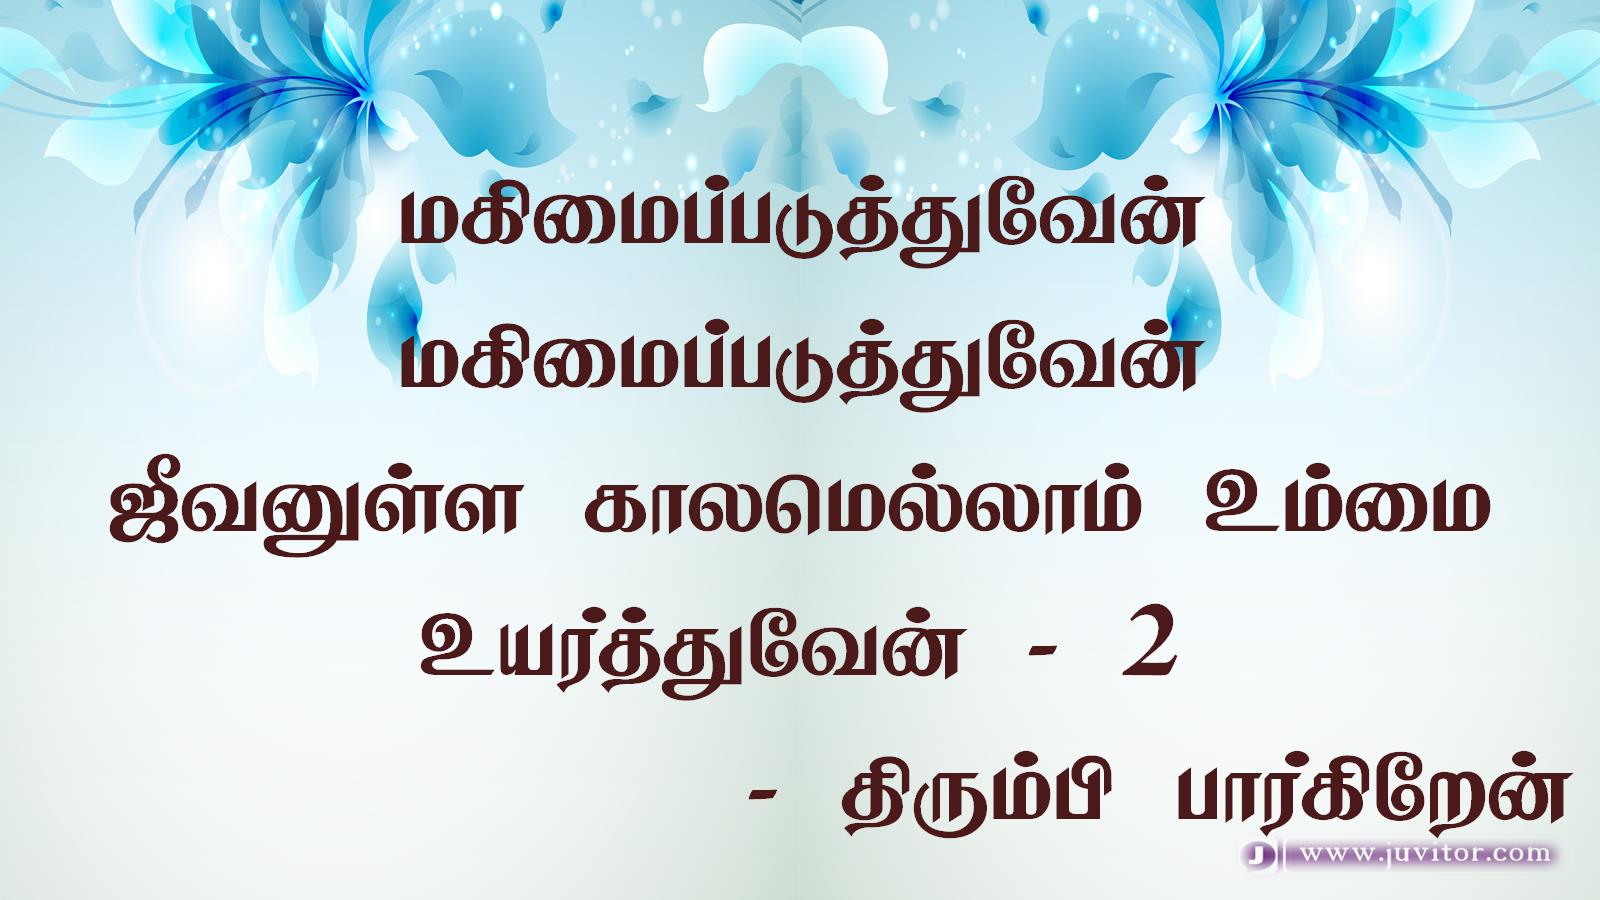 மகிமைப்படுத்துவேன்
மகிமைப்படுத்துவேன்
ஜீவனுள்ள காலமெல்லாம் உம்மை
உயர்த்துவேன் - 2
- திரும்பி பார்கிறேன்
J www.juvitor.com